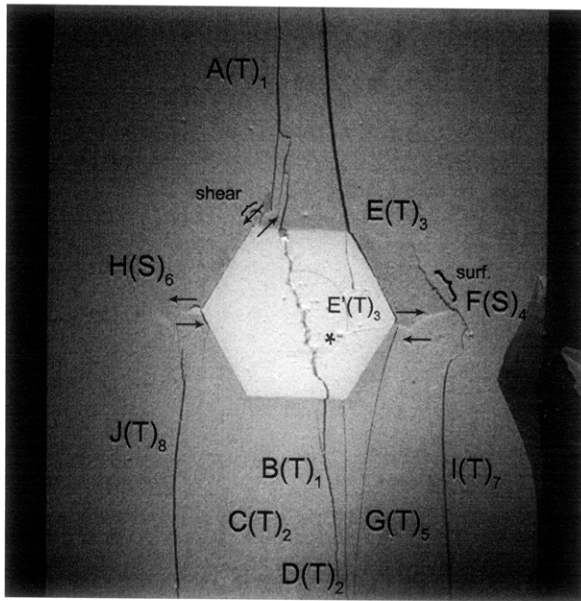 A(T)₁
shear
E(T)₃
H(S)₆
surf.
F(S)₄
E'(T)₃
*
J(T)₈
B(T)₁
I(T)₇
C(T)₂
G(T)₅
D(T)₂